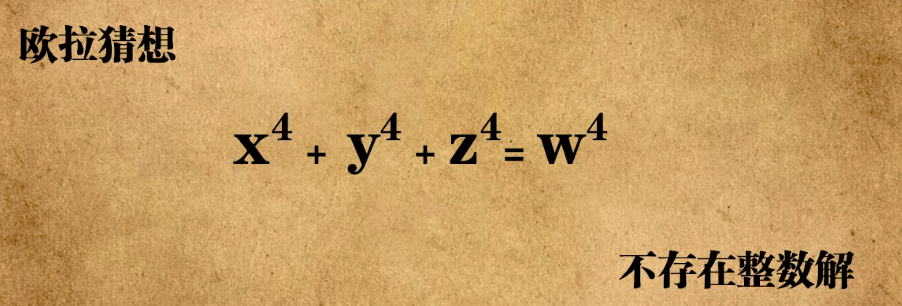 欧拉猜想
x⁴ + y⁴ + z⁴ = w⁴
不存在整数解